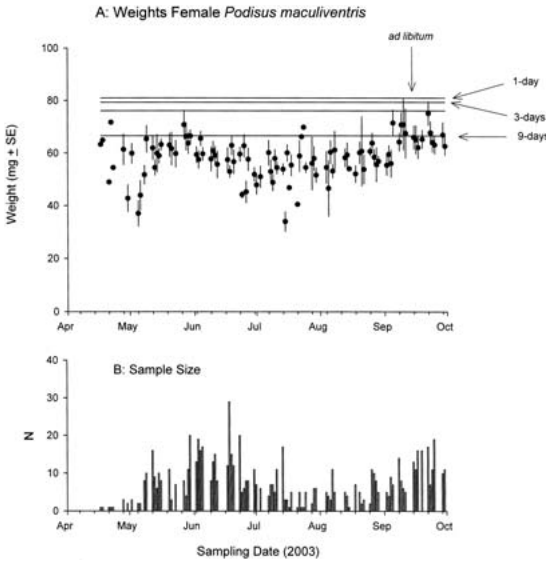 A: Weights Female Podisus maculiventris
ad libitum
1-day
3-days
9-days
Weight (mg ± SE)
100
80
60
40
20
0
Apr May Jun Jul Aug Sep Oct
B: Sample Size
N
40
30
20
10
0
Apr May Jun Jul Aug Sep Oct
Sampling Date (2003)